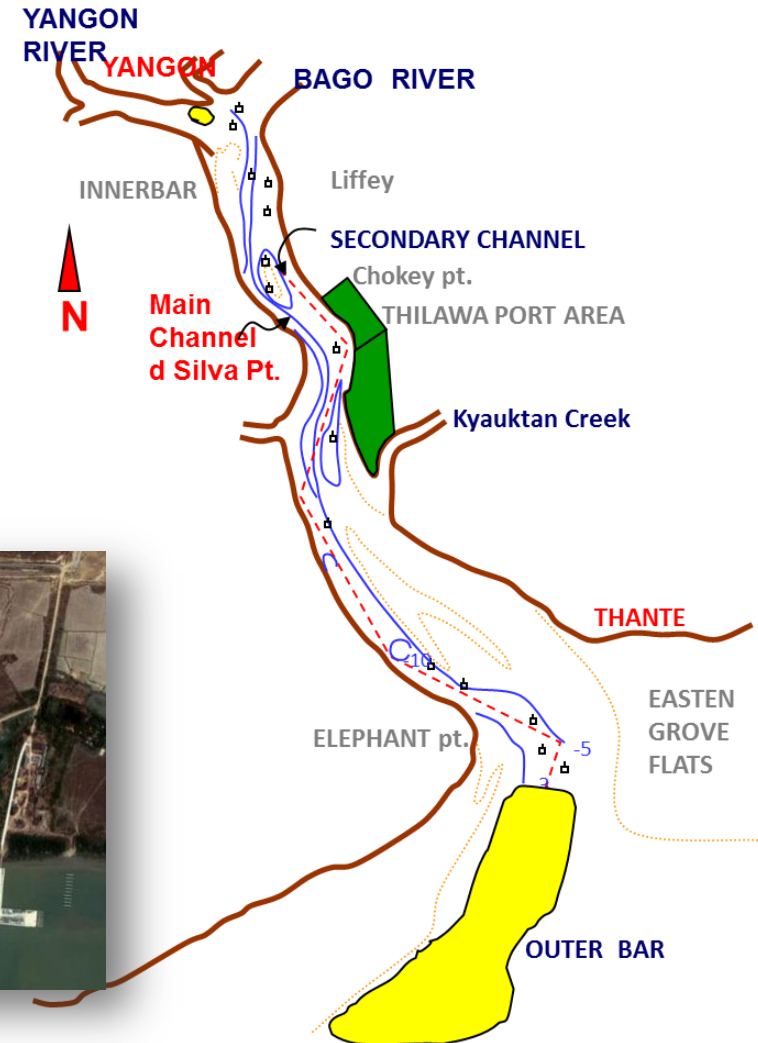 YANGON
RIVER
YANGON
BAGO RIVER
INNERBAR
Liffey
SECONDARY CHANNEL
Chokey pt.
THILAWA PORT AREA
N
Main
Channel
d Silva Pt.
Kyauktan Creek
THANTE
-10
ELEPHANT pt.
EASTEN
GROVE
FLATS
-5
3
OUTER BAR